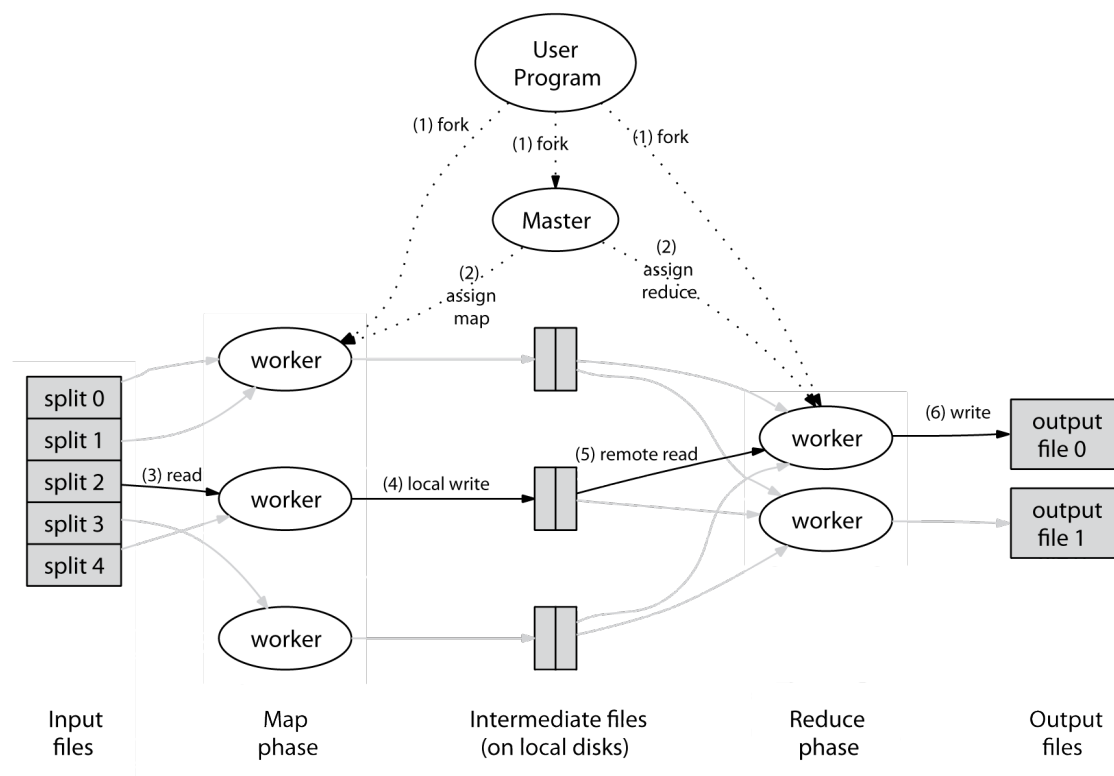 User
Program
(1) fork
(1) fork
(1) fork
Master
(2)
assign
map
(2)
assign
reduce
worker
split 0
split 1
split 2
split 3
split 4
(3) read
worker
(4) local write
(5) remote read
worker
(6) write
output
file 0
worker
output
file 1
worker
Input
files
Map
phase
Intermediate files
(on local disks)
Reduce
phase
Output
files